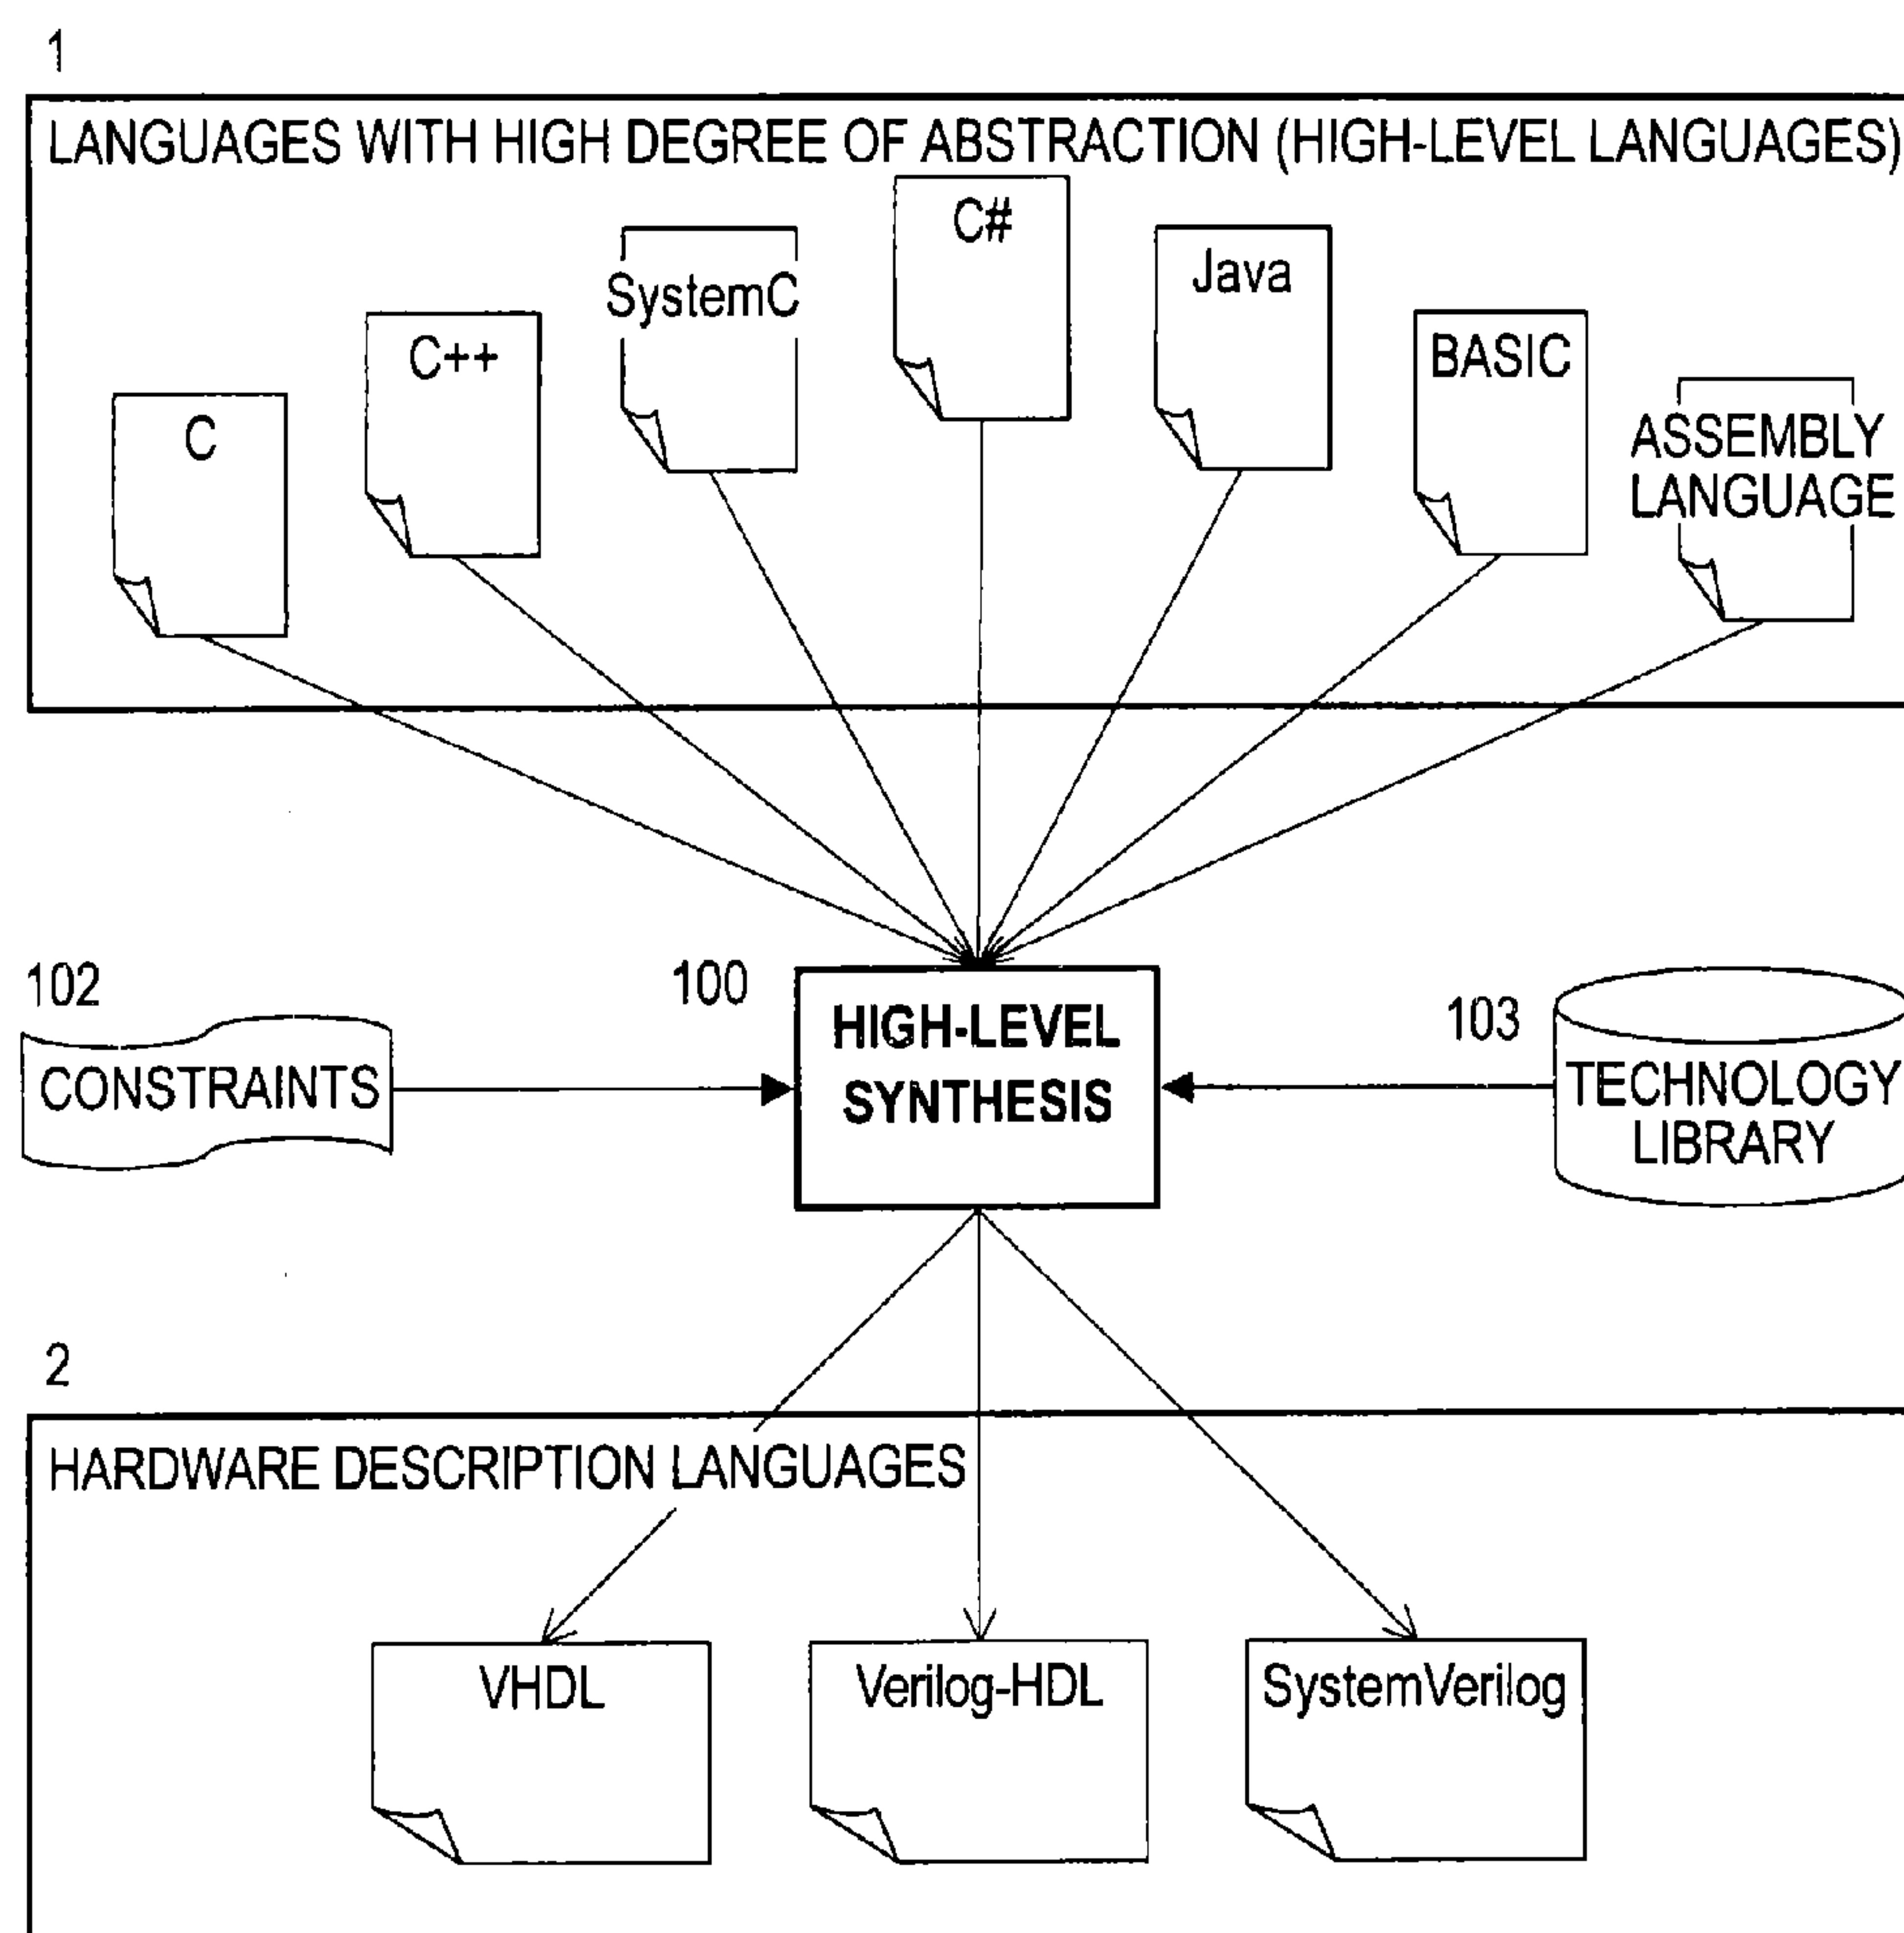 1
LANGUAGES WITH HIGH DEGREE OF ABSTRACTION (HIGH-LEVEL LANGUAGES)
C
C++
SystemC
C#
Java
BASIC
ASSEMBLY
LANGUAGE
102
CONSTRAINTS
100
HIGH-LEVEL
SYNTHESIS
103
TECHNOLOGY
LIBRARY
2
HARDWARE DESCRIPTION LANGUAGES
VHDL
Verilog-HDL
SystemVerilog